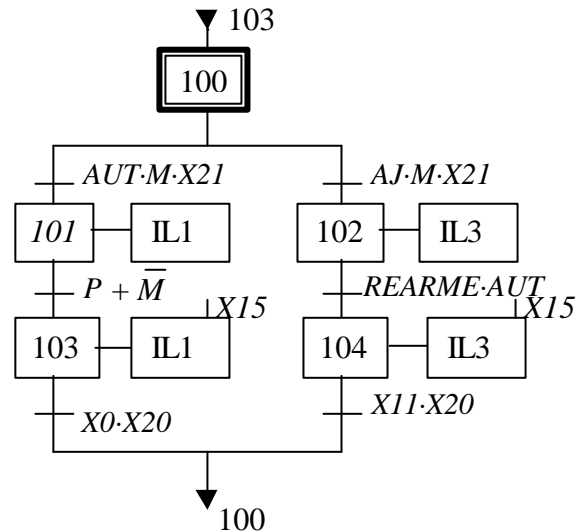 103
100
AUT·M·X21
AJ·M·X21
101
IL1
102
IL3
P + M̅
REARME·AUT
X15
X15
103
IL1
104
IL3
X0·X20
X11·X20
100